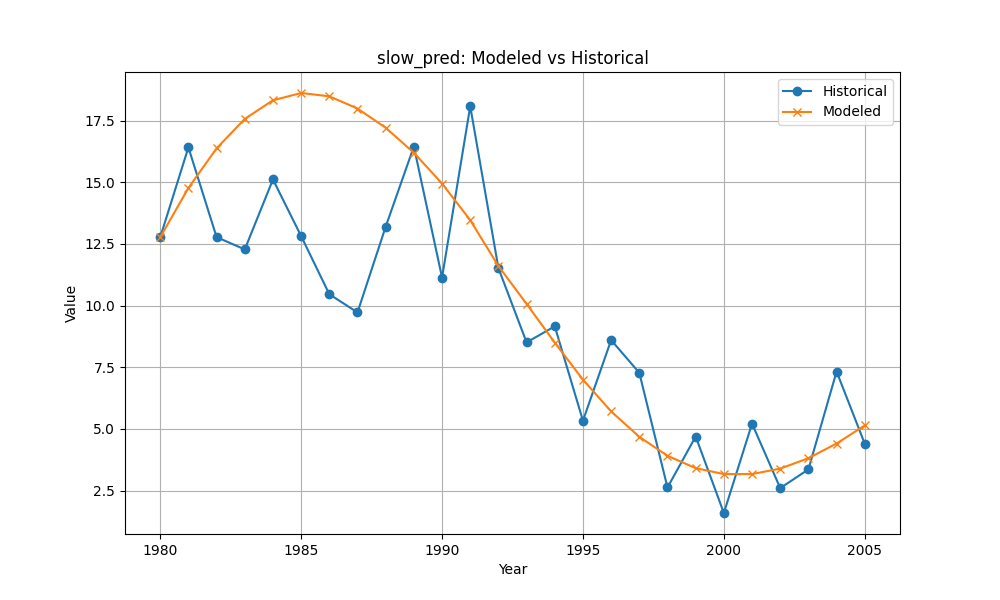 slow_pred: Modeled vs Historical
Historical
Modeled
17.5
15.0
12.5
10.0
7.5
5.0
2.5
Value
1980
1985
1990
1995
2000
2005
Year